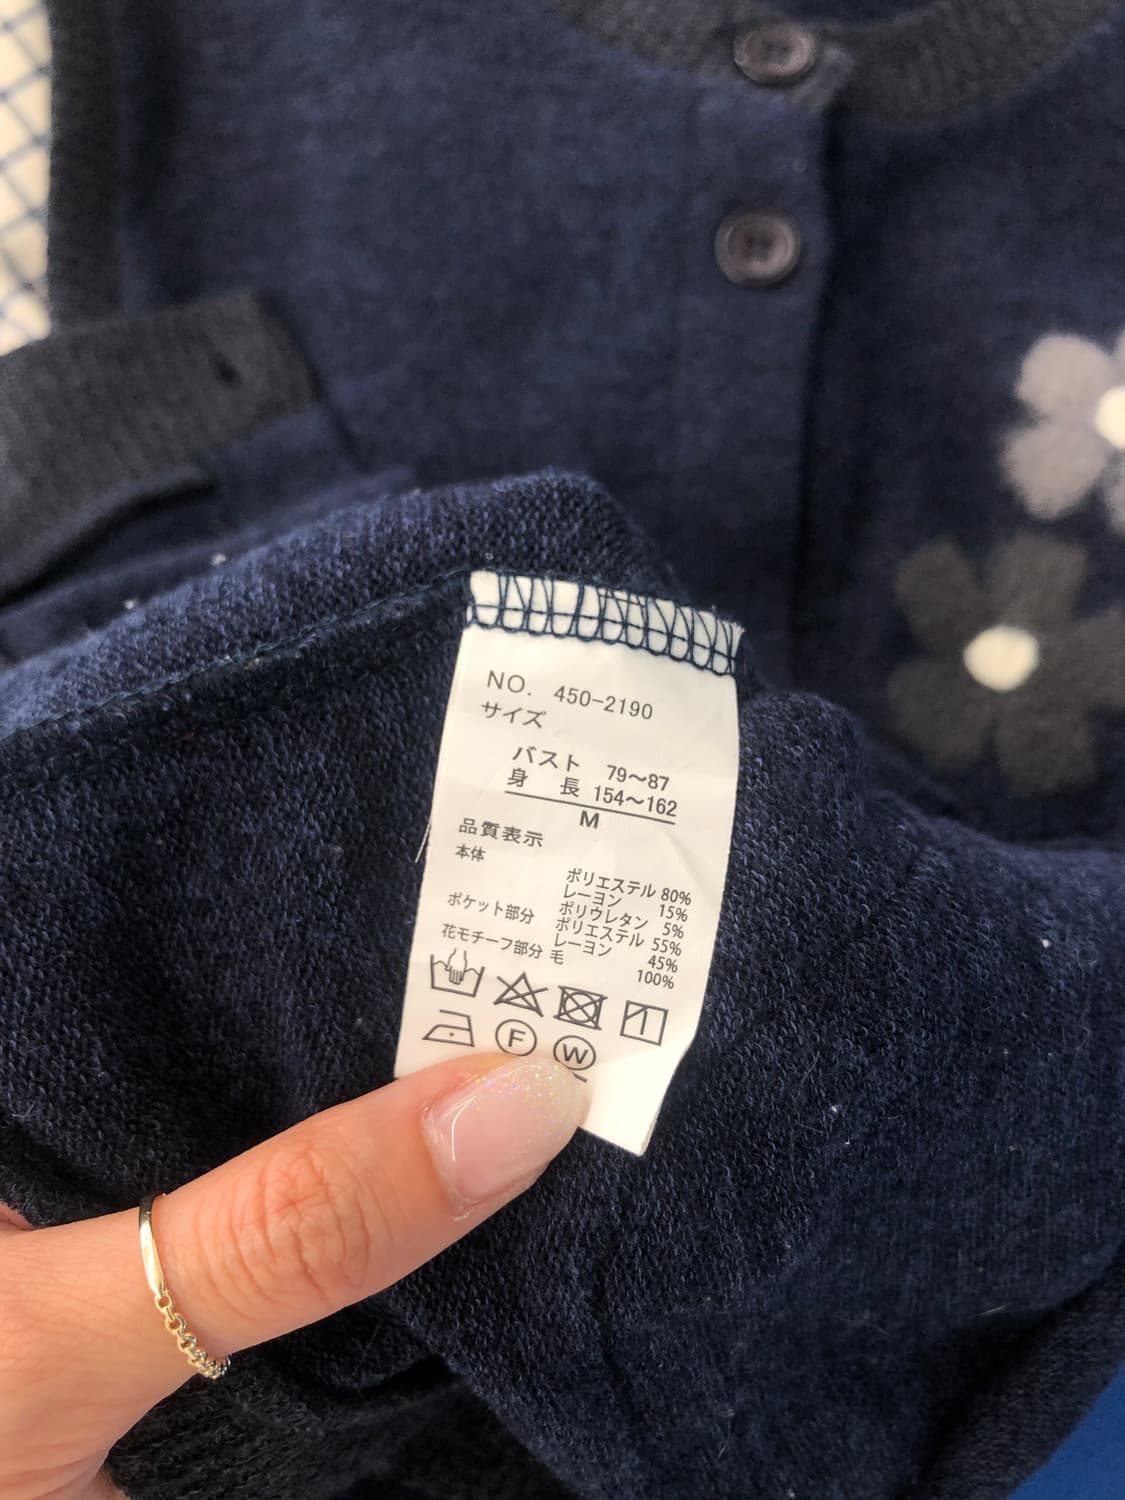 NO. 450-2190
サイズ
バスト 79〜87
身 長 154〜162
M
品質表示
本体
ポリエステル 80%
レーヨン 15%
ポリウレタン 5%
ポケット部分 ポリエステル 55%
レーヨン 45%
花モチーフ部分 毛 100%
F
W